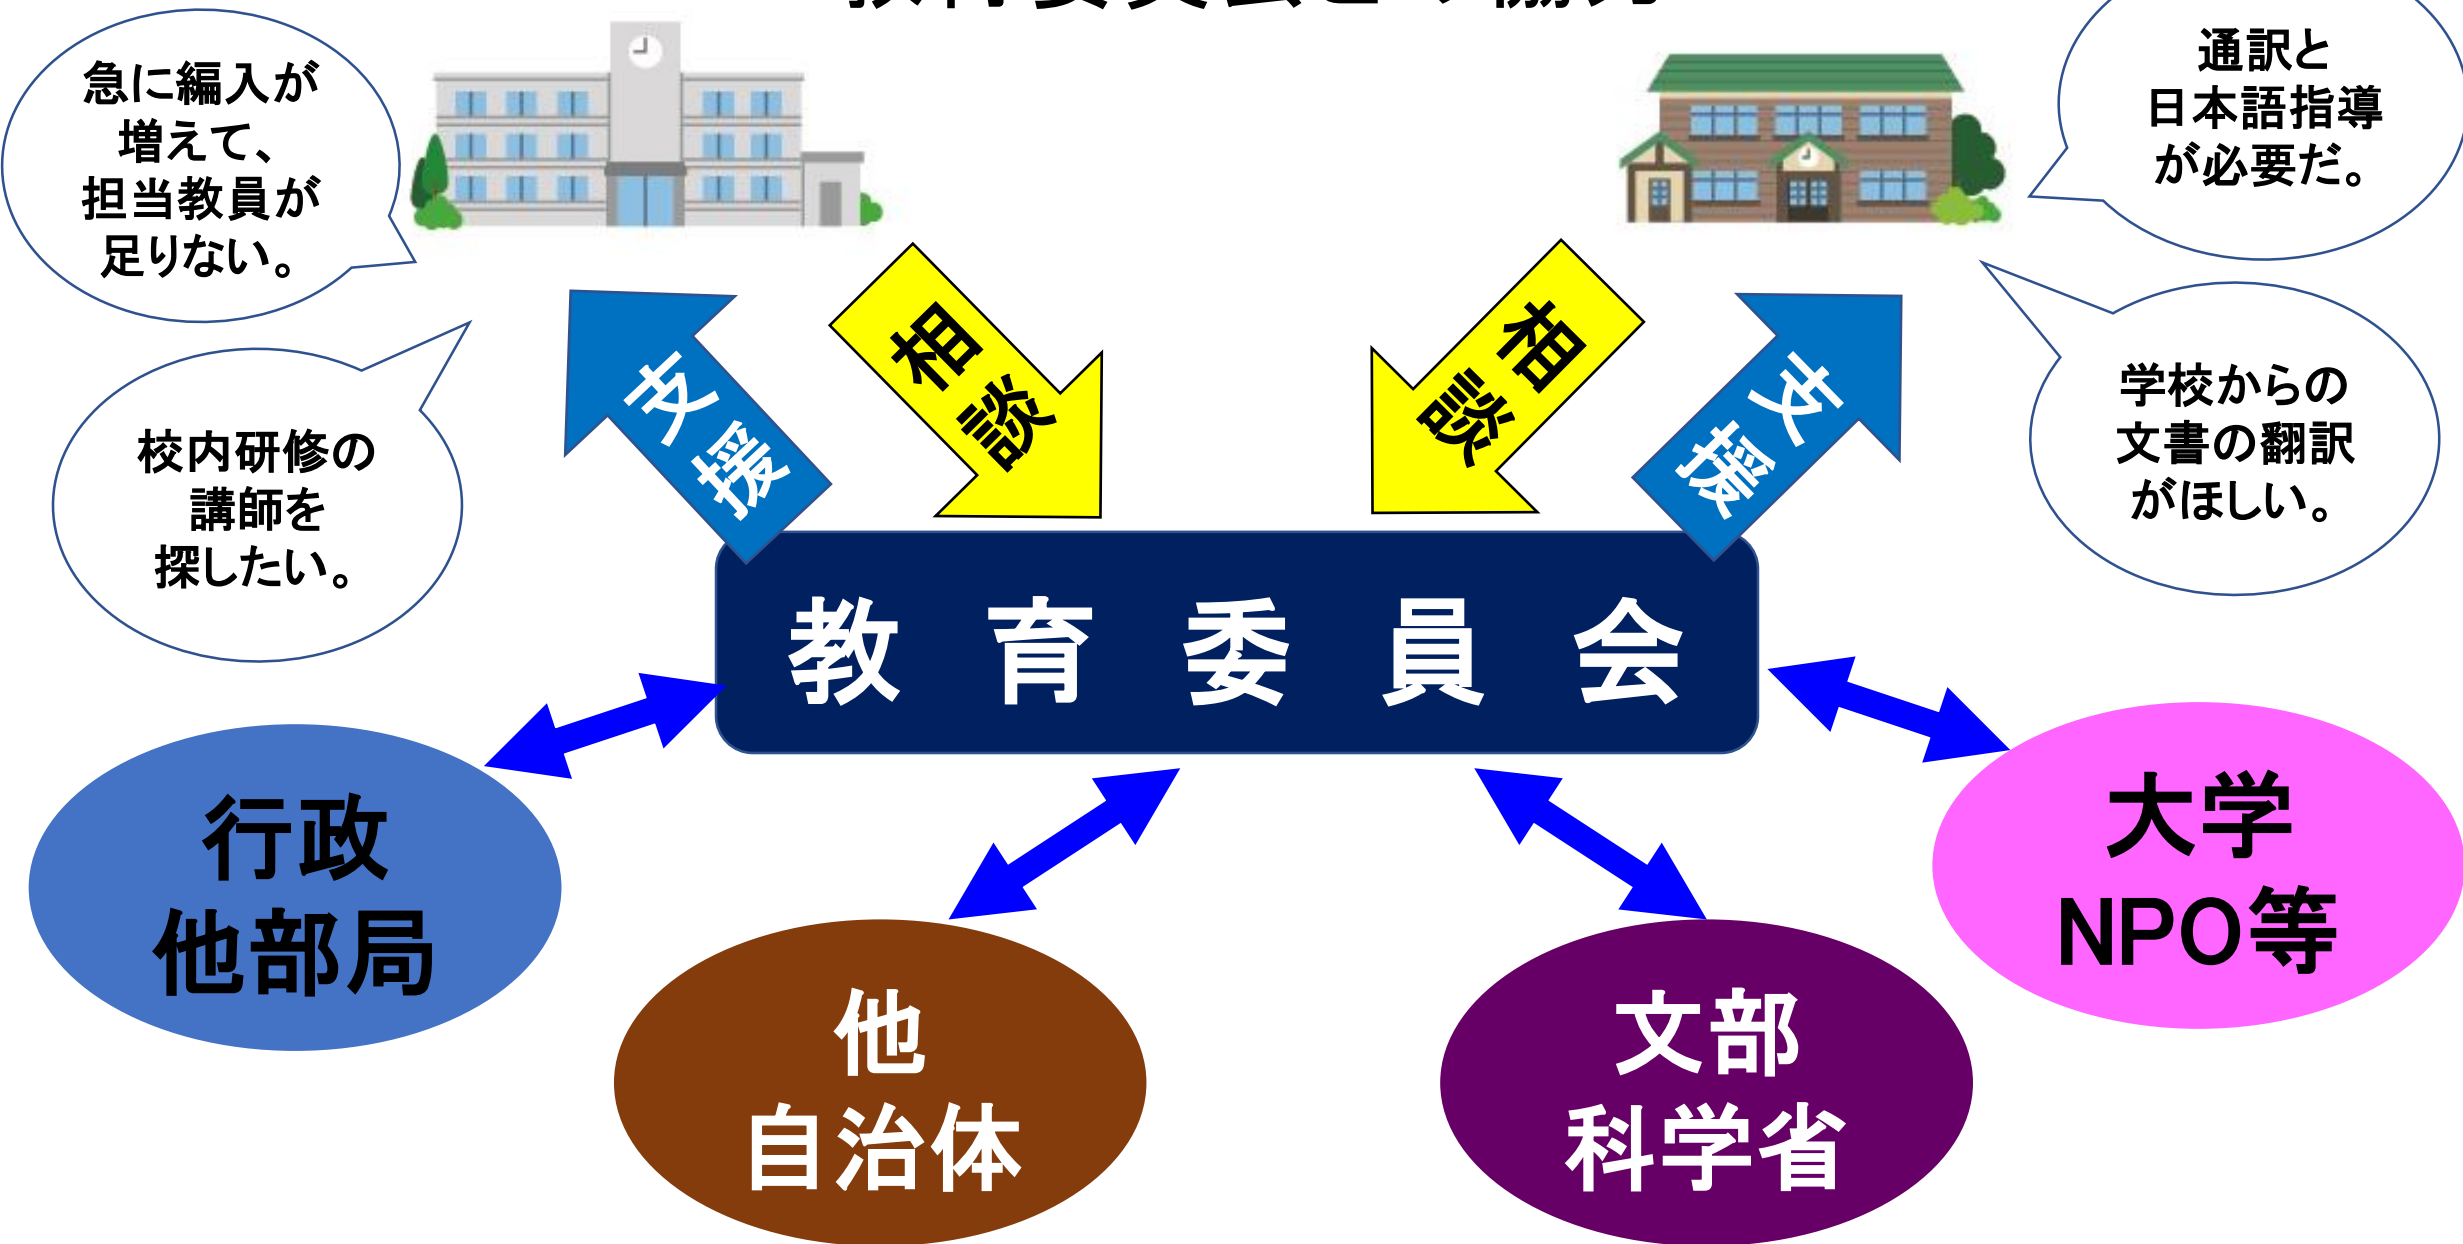 急に編入が
増えて、
担当教員が
足りない。
通訳と
日本語指導
が必要だ。
校内研修の
講師を
探したい。
学校からの
文書の翻訳
がほしい。
支援
相談
相談
支援
教育委員会
行政
他部局
他
自治体
文部
科学省
大学
NPO等